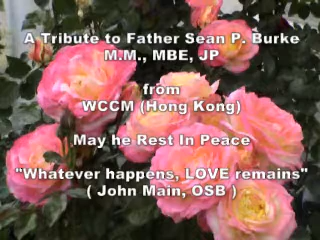 A Tribute to Father Sean P. Burke
M.M., MBE, JP
from
WCCM (Hong Kong)
May he Rest In Peace
"Whatever happens, LOVE remains"
( John Main, OSB )